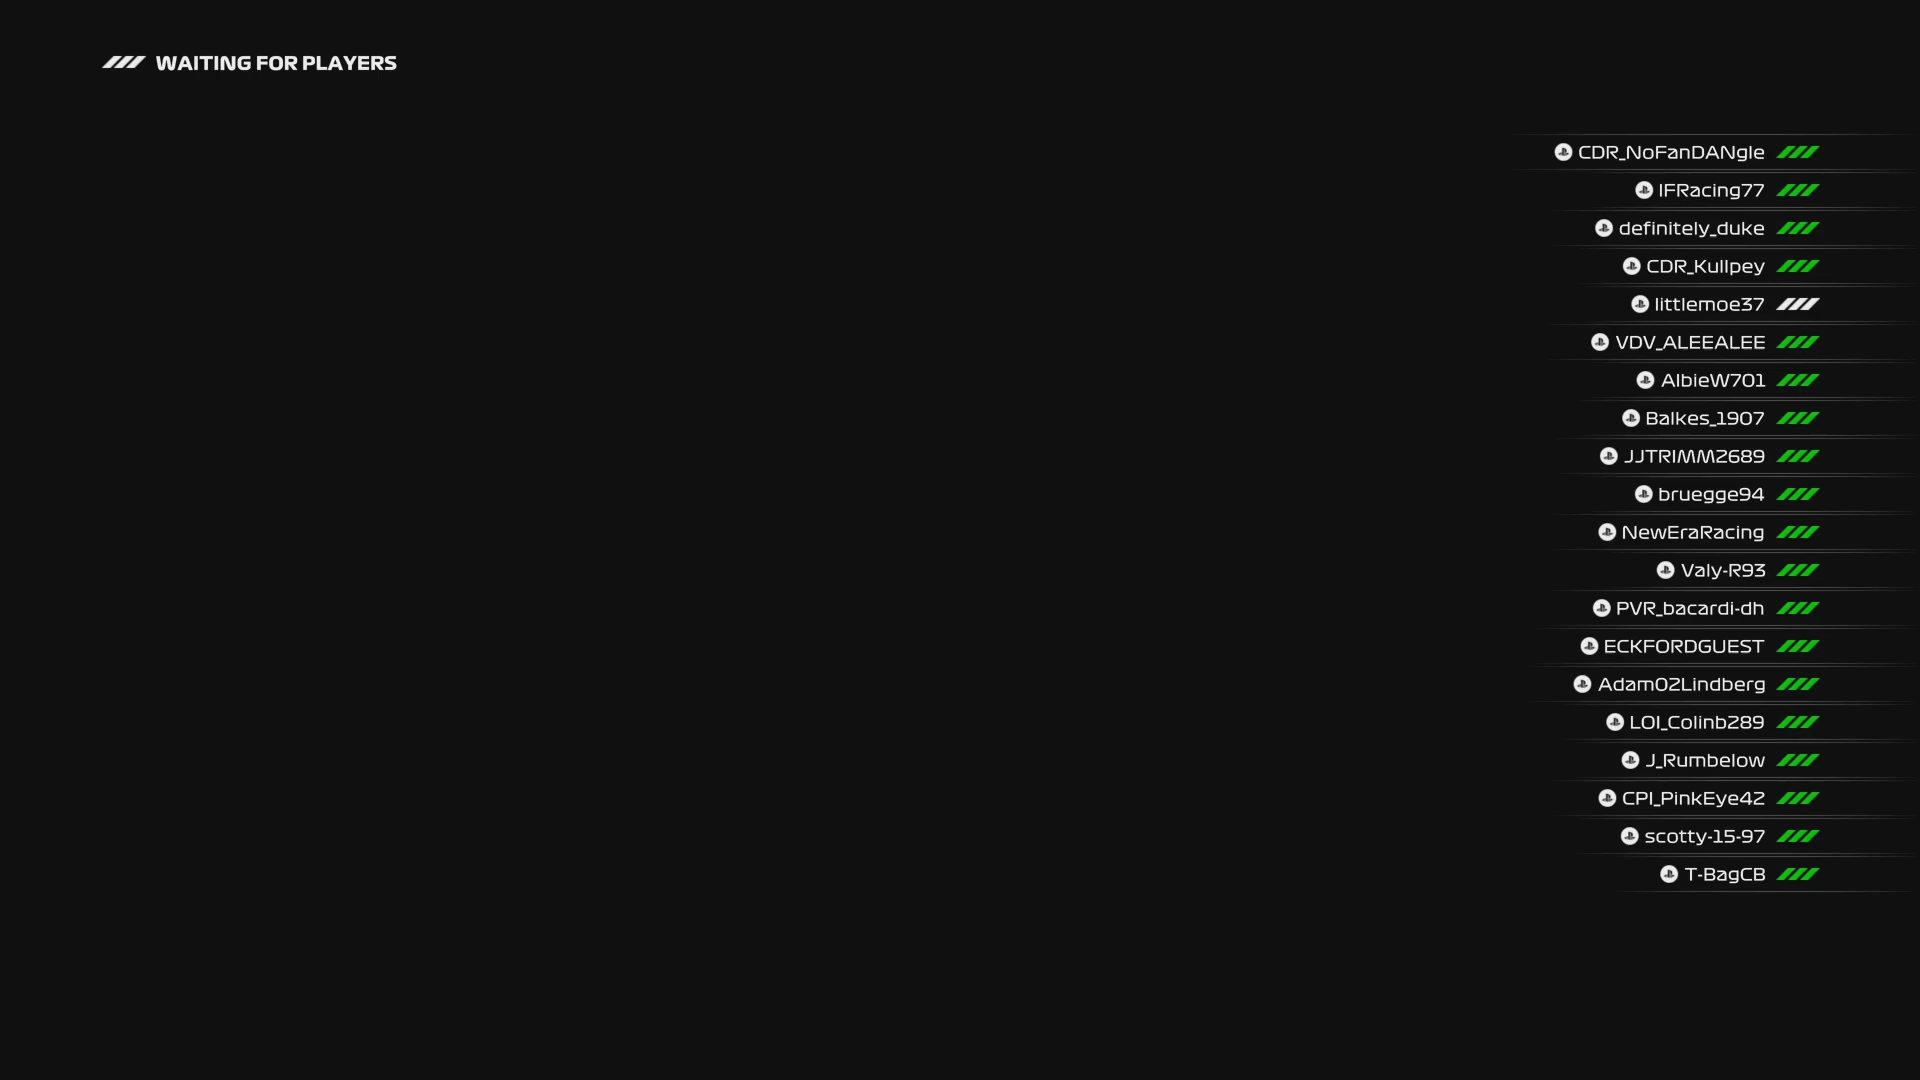 WAITING FOR PLAYERS
CDR_NoFanDANgle
IFRacing77
definitely_duke
CDR_Kullpey
littlemoe37
VDV_ALEEALEE
AlbieW701
Balkes_1907
JJTRIMM2689
bruegge94
NewEraRacing
Valy-R93
PVR_bacardi-dh
ECKFORDGUEST
Adam02Lindberg
LOI_Colinb289
J_Rumbelow
CPI_PinkEye42
scotty-15-97
T-BagCB